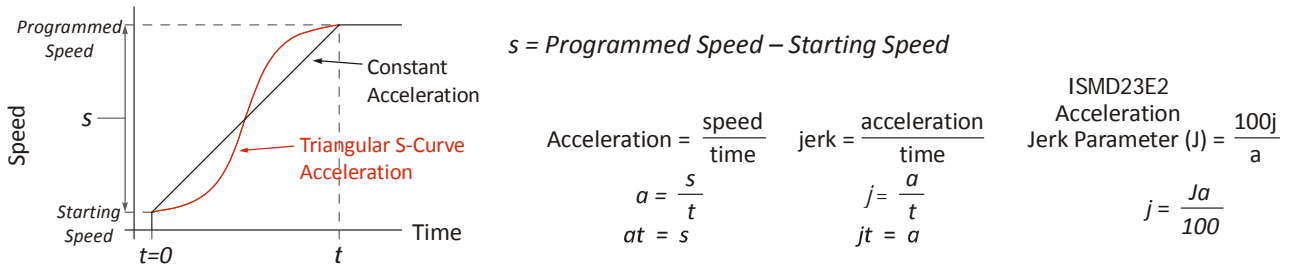 Programmed
Speed
s
Starting
Speed
Speed
t=0
t
Time
Constant
Acceleration
Triangular S-Curve
Acceleration
s = Programmed Speed – Starting Speed
Acceleration = speed / time
a = s / t
at = s
jerk = acceleration / time
j = a / t
jt = a
ISMD23E2
Acceleration
Jerk Parameter (J) = 100j / a
j = Ja / 100